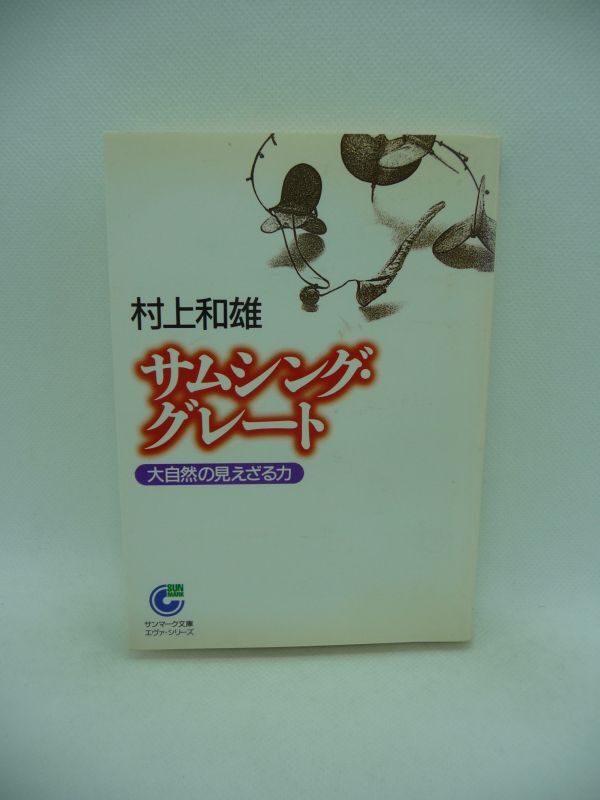 村上和雄
サムシング・
グレート
大自然の見えざる力
SUN
MARK
サンマーク文庫
エヴァ・シリーズ